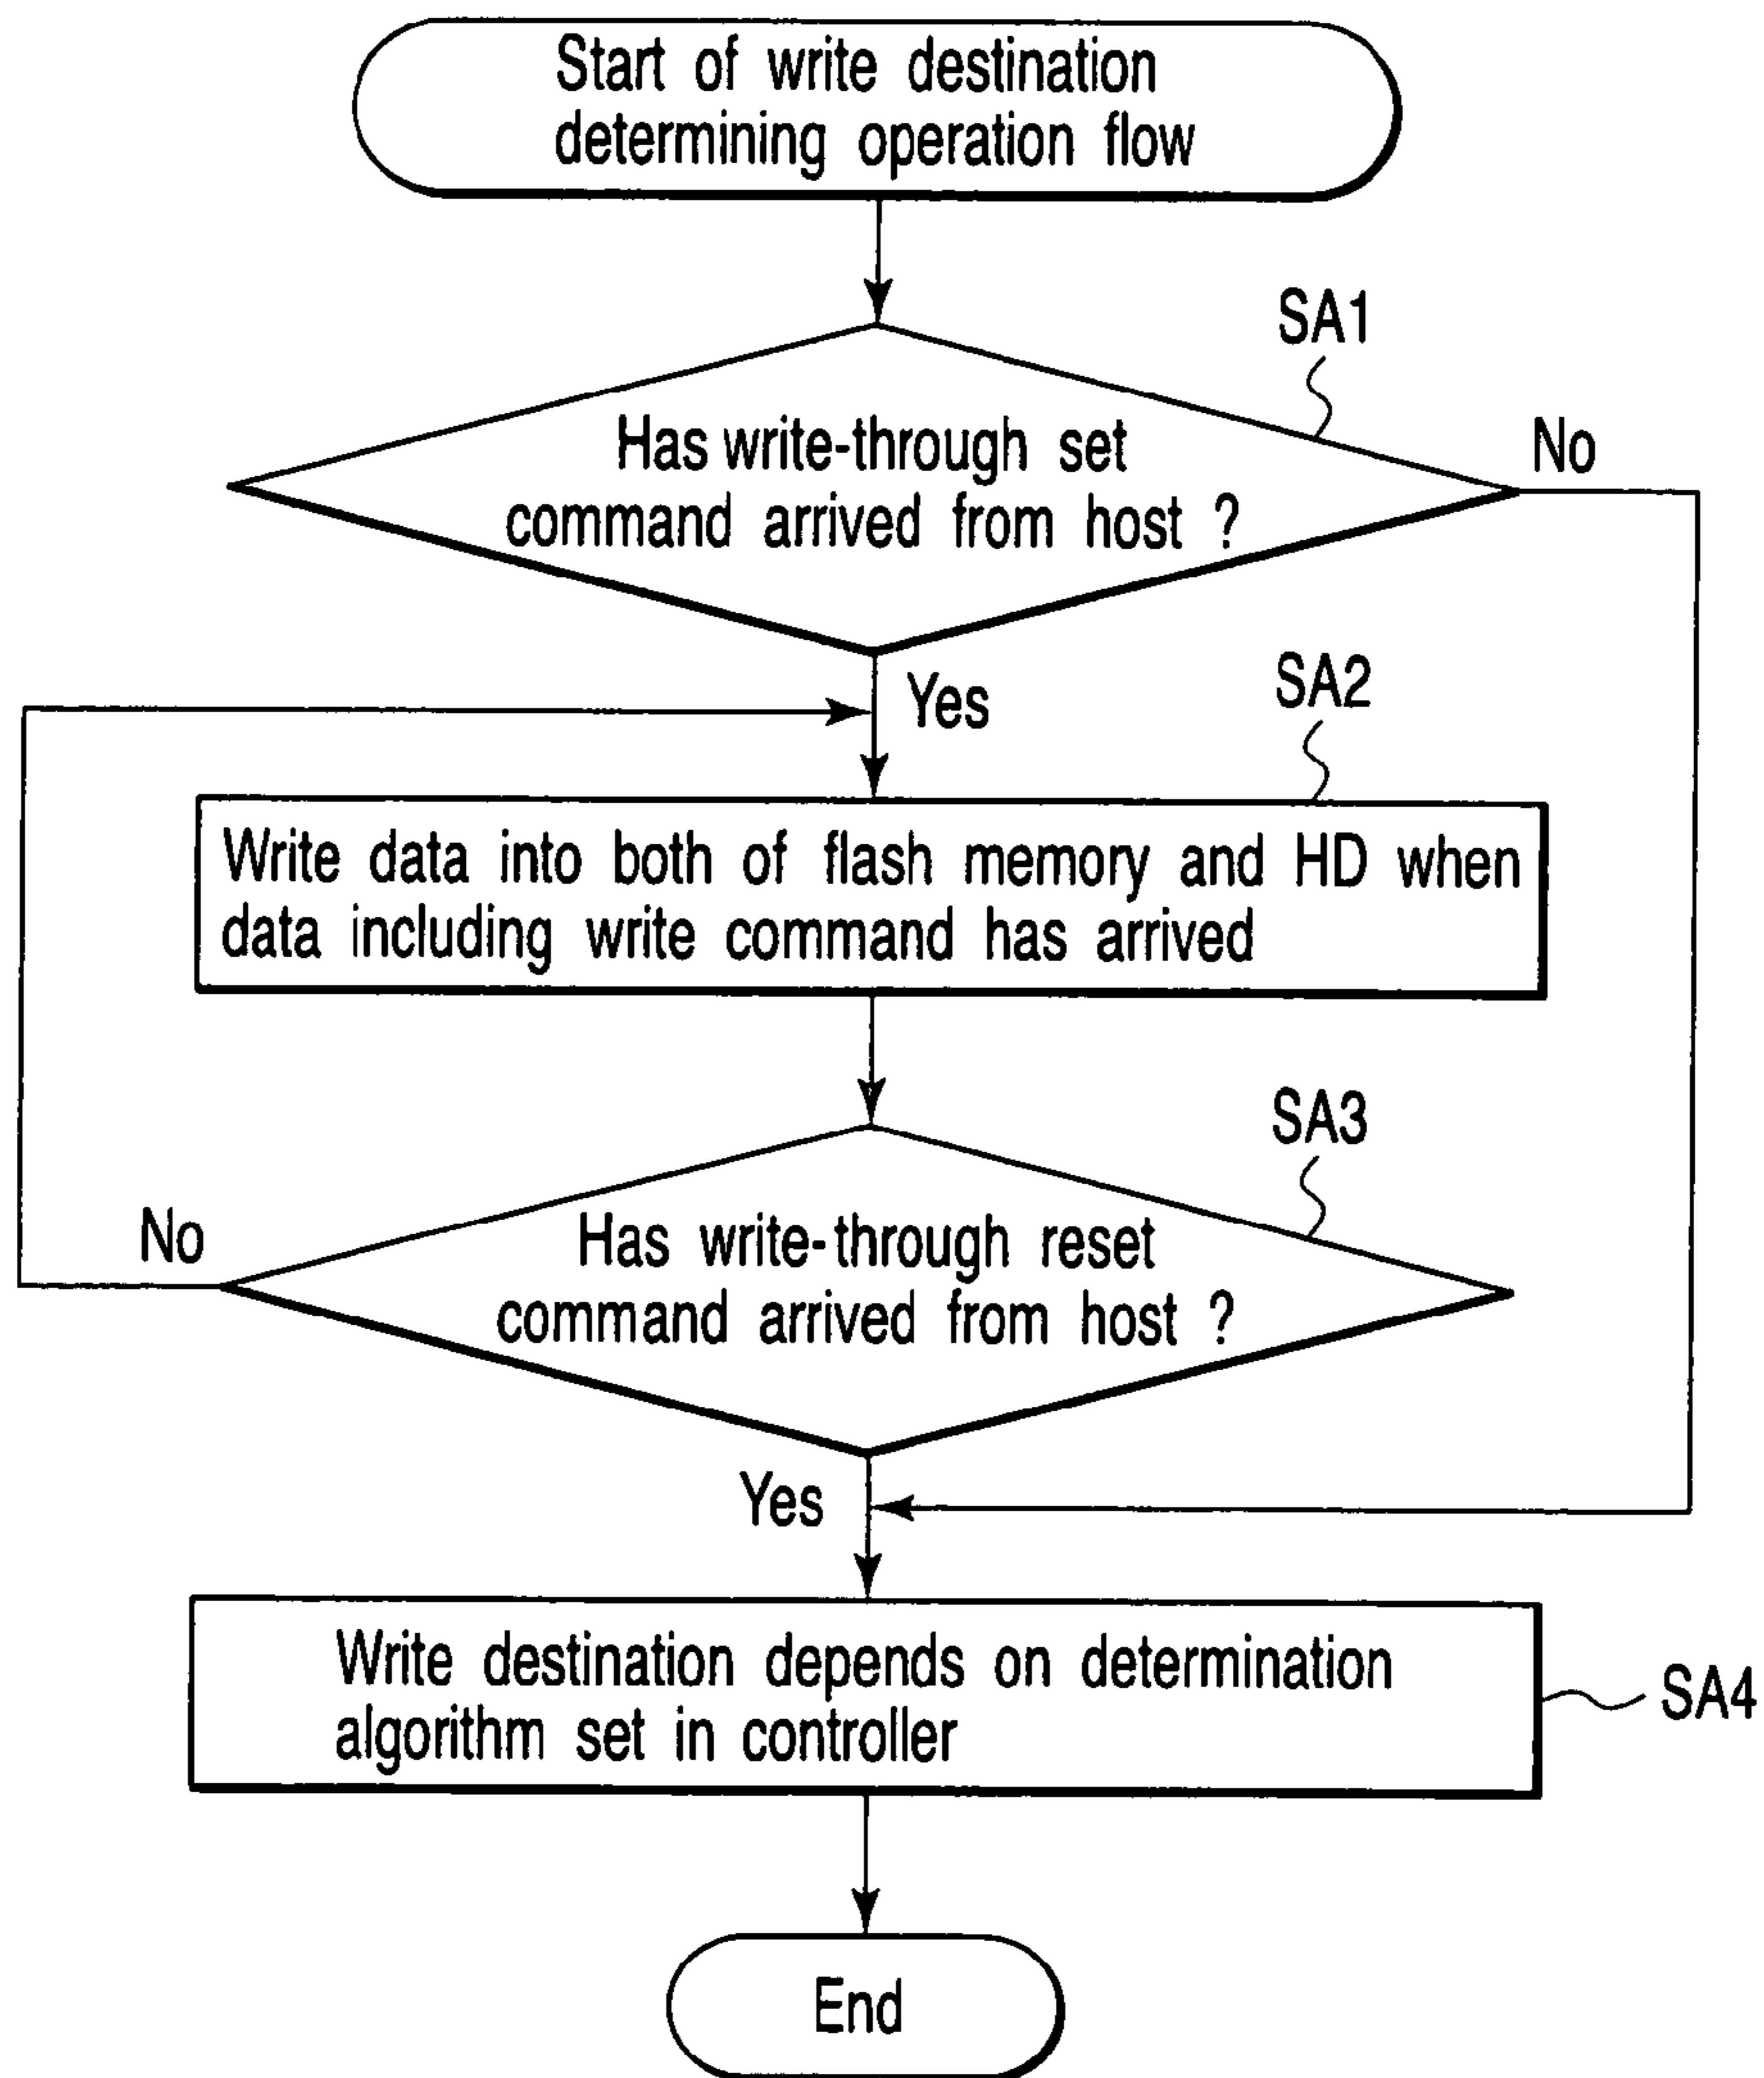 Start of write destination
determining operation flow
SA1
Has write-through set
command arrived from host ?
No
Yes
SA2
Write data into both of flash memory and HD when
data including write command has arrived
SA3
Has write-through reset
command arrived from host ?
No
Yes
Write destination depends on determination
algorithm set in controller
SA4
End